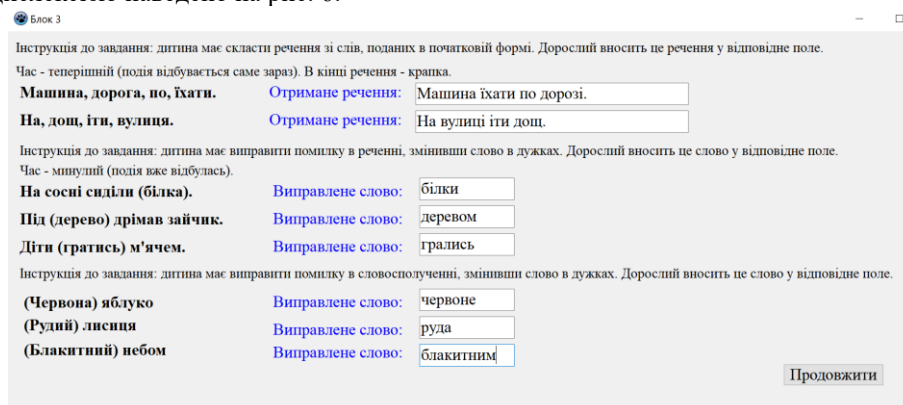 Блок 3
Інструкція до завдання: дитина має скласти речення зі слів, поданих в початковій формі. Дорослий вносить це речення у відповідне поле.
Час - теперішній (подія відбувається саме зараз). В кінці речення - крапка.
Машина, дорога, по, їхати. Отримане речення: Машина їхати по дорозі.
На, дощ, іти, вулиця. Отримане речення: На вулиці іти дощ.
Інструкція до завдання: дитина має виправити помилку в реченні, змінивши слово в дужках. Дорослий вносить це слово у відповідне поле.
Час - минулий (подія вже відбулась).
На сосні сиділи (білка). Виправлене слово: білки
Під (дерево) дрімав зайчик. Виправлене слово: деревом
Діти (гратись) м'ячем. Виправлене слово: грались
Інструкція до завдання: дитина має виправити помилку в словосполученні, змінивши слово в дужках. Дорослий вносить це слово у відповідне поле.
(Червона) яблуко Виправлене слово: червоне
(Рудий) лисиця Виправлене слово: руда
(Блакитний) небом Виправлене слово: блакитним
Продовжити